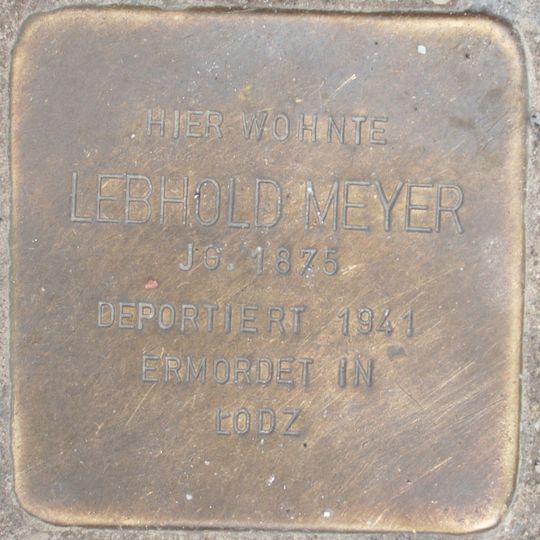 HIER WOHNTE
LEBHOLD MEYER
JG. 1875
DEPORTIERT 1941
ERMORDET IN
ŁODZ